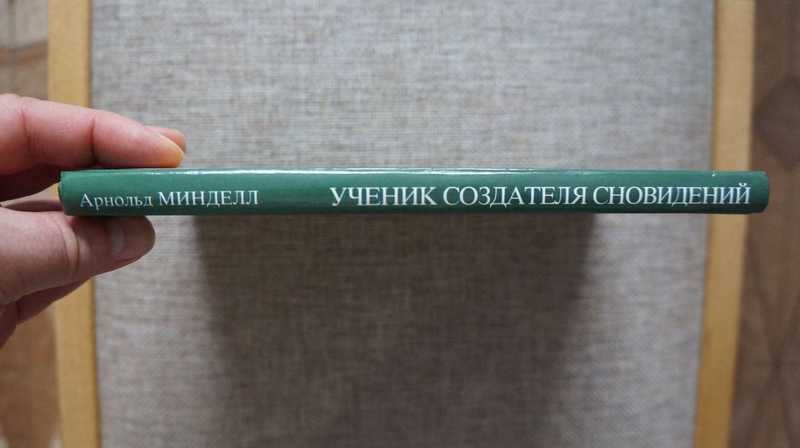 Арнольд МИНДЕЛЛ УЧЕНИК СОЗДАТЕЛЯ СНОВИДЕНИЙ